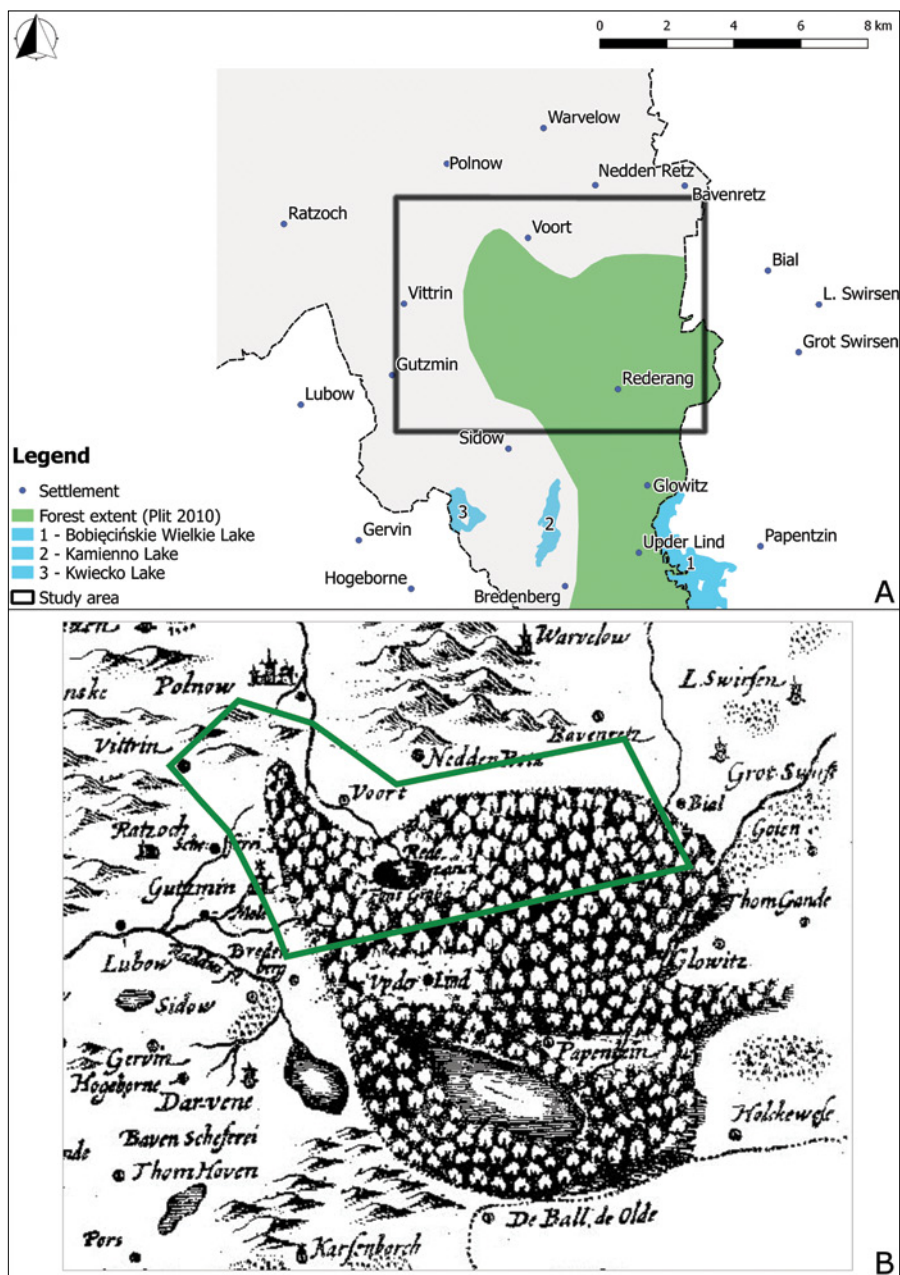 0 2 4 6 8 km
Warvelow
Polnow
Nedden Retz
Bavenretz
Ratzoch
Voort
Bial
Vittrin
L. Swirsen
Grot Swirsen
Gutzmin
Rederang
Lubow
Sidow
Legend
Settlement
Glowitz
Forest extent (Plit 2010)
1 - Bobięcińskie Wielkie Lake
2 - Kamienno Lake
3 - Kwiecko Lake
Study area
3
2
1
Gervin
Upder Lind
Papentzin
Hogeborne
Bredenberg
A
Warvelow
Polnow
L. Swirsen
Vittrin
Bavenretz
Nedden Retz
Voort
Bial
Ratzoch
Goien
Gutzmin
Thom Gande
Lubow
Glowitz
Vpder Lind
Sidow
Gervin
Papentzin
Hogeborne
Darvene
Holckewese
Baven Scheferei
Thom Hoven
De Ball. de Olde
Pors
Karsenborch
B